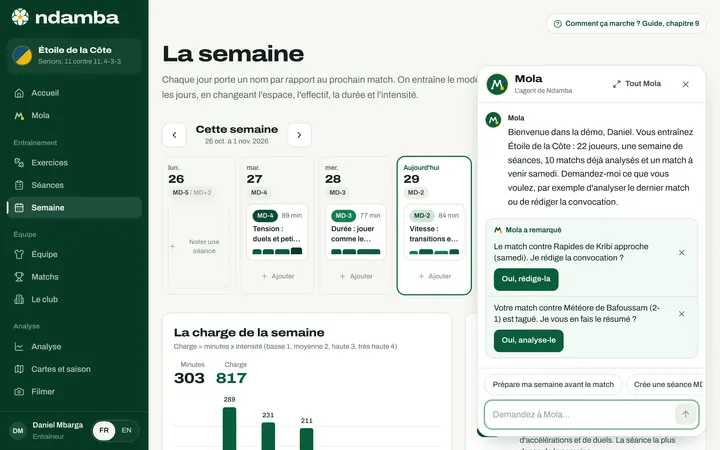 ndamba
Étoile de la Côte
Seniors, 11 contre 11, 4-3-3
Accueil
Mola
Entraînement
Exercices
Séances
Semaine
Équipe
Équipe
Matchs
Le club
Analyse
Analyse
Cartes et saison
Filmer
DM
Daniel Mbarga
Entraîneur
FR
EN
Comment ça marche ? Guide, chapitre 9
La semaine
Chaque jour porte un nom par rapport au prochain match. On entraîne le mode
les jours, en changeant l'espace, l'effectif, la durée et l'intensité.
Cette semaine
26 oct. à 1 nov. 2026
lun.
26
MD-5 / MD+2
Noter une
séance
mar.
27
MD-4
MD-4
89 min
Tension :
duels et peti...
Ajouter
mer.
28
MD-3
MD-3
77 min
Durée : jouer
comme le...
Ajouter
Aujourd'hui
29
MD-2
MD-2
84 min
Vitesse :
transitions e...
Ajouter
La charge de la semaine
Charge = minutes x intensité (basse 1, moyenne 2, haute 3, très haute 4)
Minutes
303
Charge
817
289
231
211
Mola
L'agent de Ndamba
Tout Mola
Mola
Bienvenue dans la démo, Daniel. Vous entraînez
Étoile de la Côte : 22 joueurs, une semaine de
séances, 10 matchs déjà analysés et un match à
venir samedi. Demandez-moi ce que vous
voulez, par exemple d'analyser le dernier match
ou de rédiger la convocation.
Mola a remarqué
Le match contre Rapides de Kribi approche
(samedi). Je rédige la convocation ?
Oui, rédige-la
Votre match contre Météore de Bafoussam (2-
1) est tagué. Je vous en fais le résumé ?
Oui, analyse-le
Prépare ma semaine avant le match
Crée une séance MD
Demandez à Mola...
d'accélérations et de duels. La séance la plus